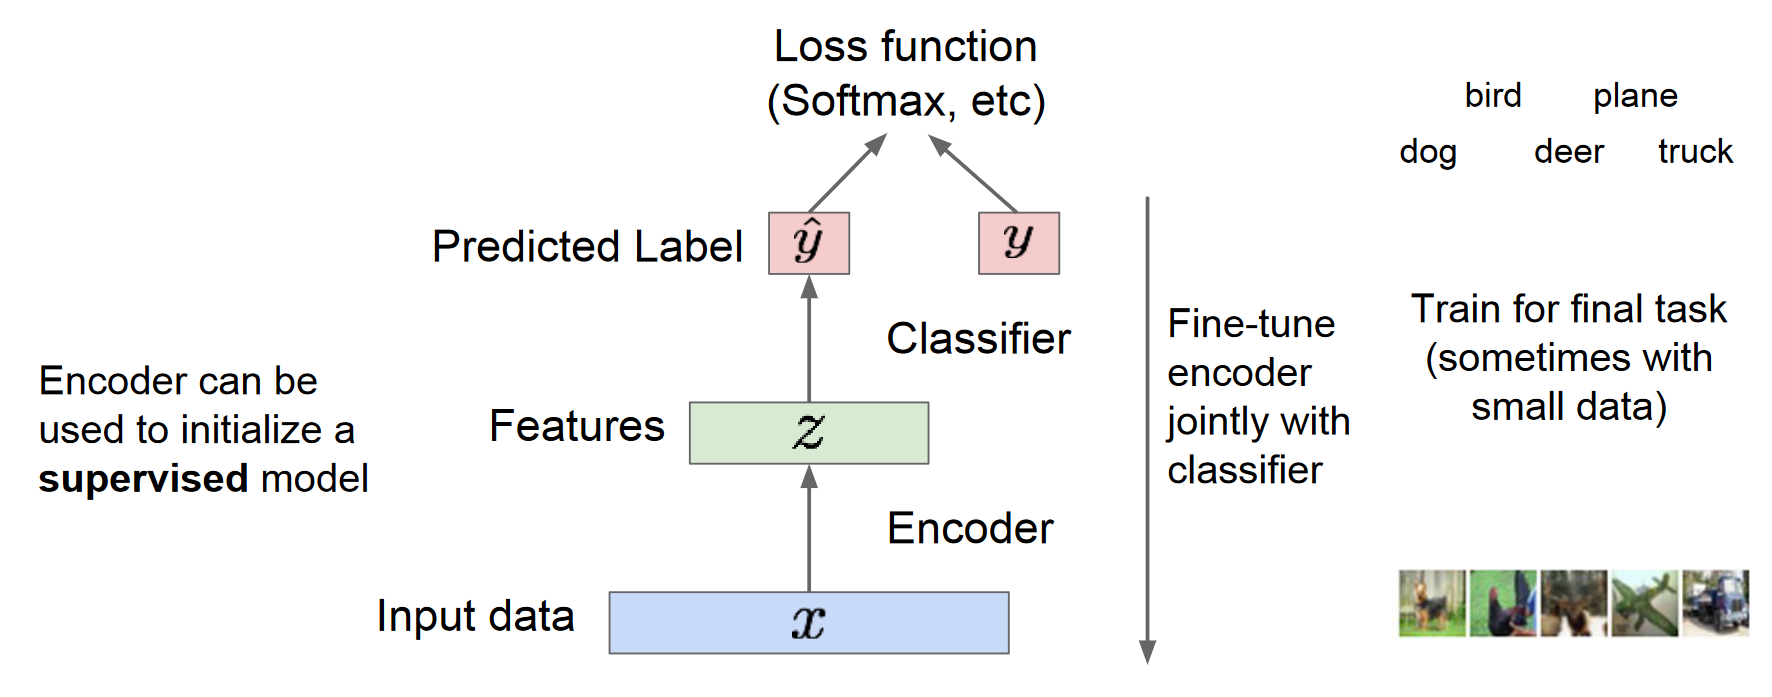 Loss function
(Softmax, etc)
bird plane
dog deer truck
Predicted Label
ŷ
y
Classifier
Fine-tune
encoder
jointly with
classifier
Train for final task
(sometimes with
small data)
Encoder can be
used to initialize a
supervised model
Features
z
Encoder
Input data
x